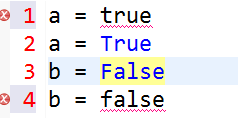 1 a = true
2 a = True
3 b = False
4 b = false